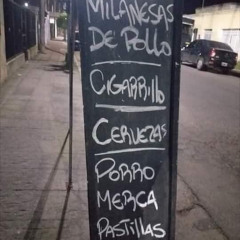 MILANESAS
DE POLLO
CIGARRILLO
CERVEZAS
PORRO
MERCA
PASTILLAS